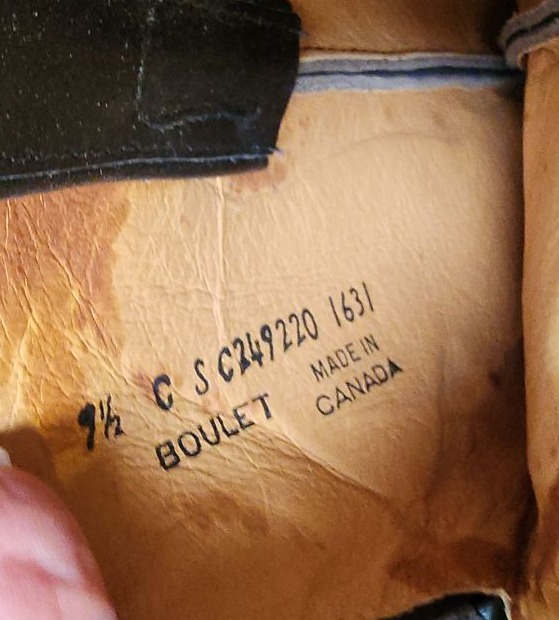 9½ C S C249220 1631
BOULET MADE IN
CANADA